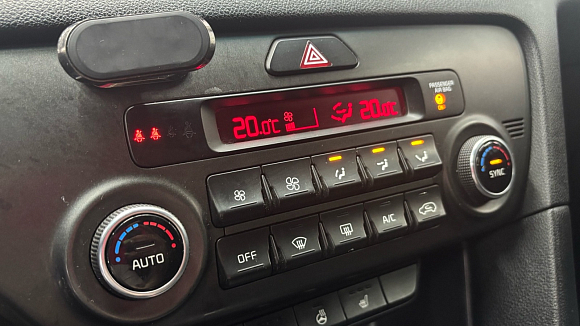 PASSENGER
AIR BAG
OFF
20.0°C
20.0°C
SYNC
AUTO
OFF
A/C